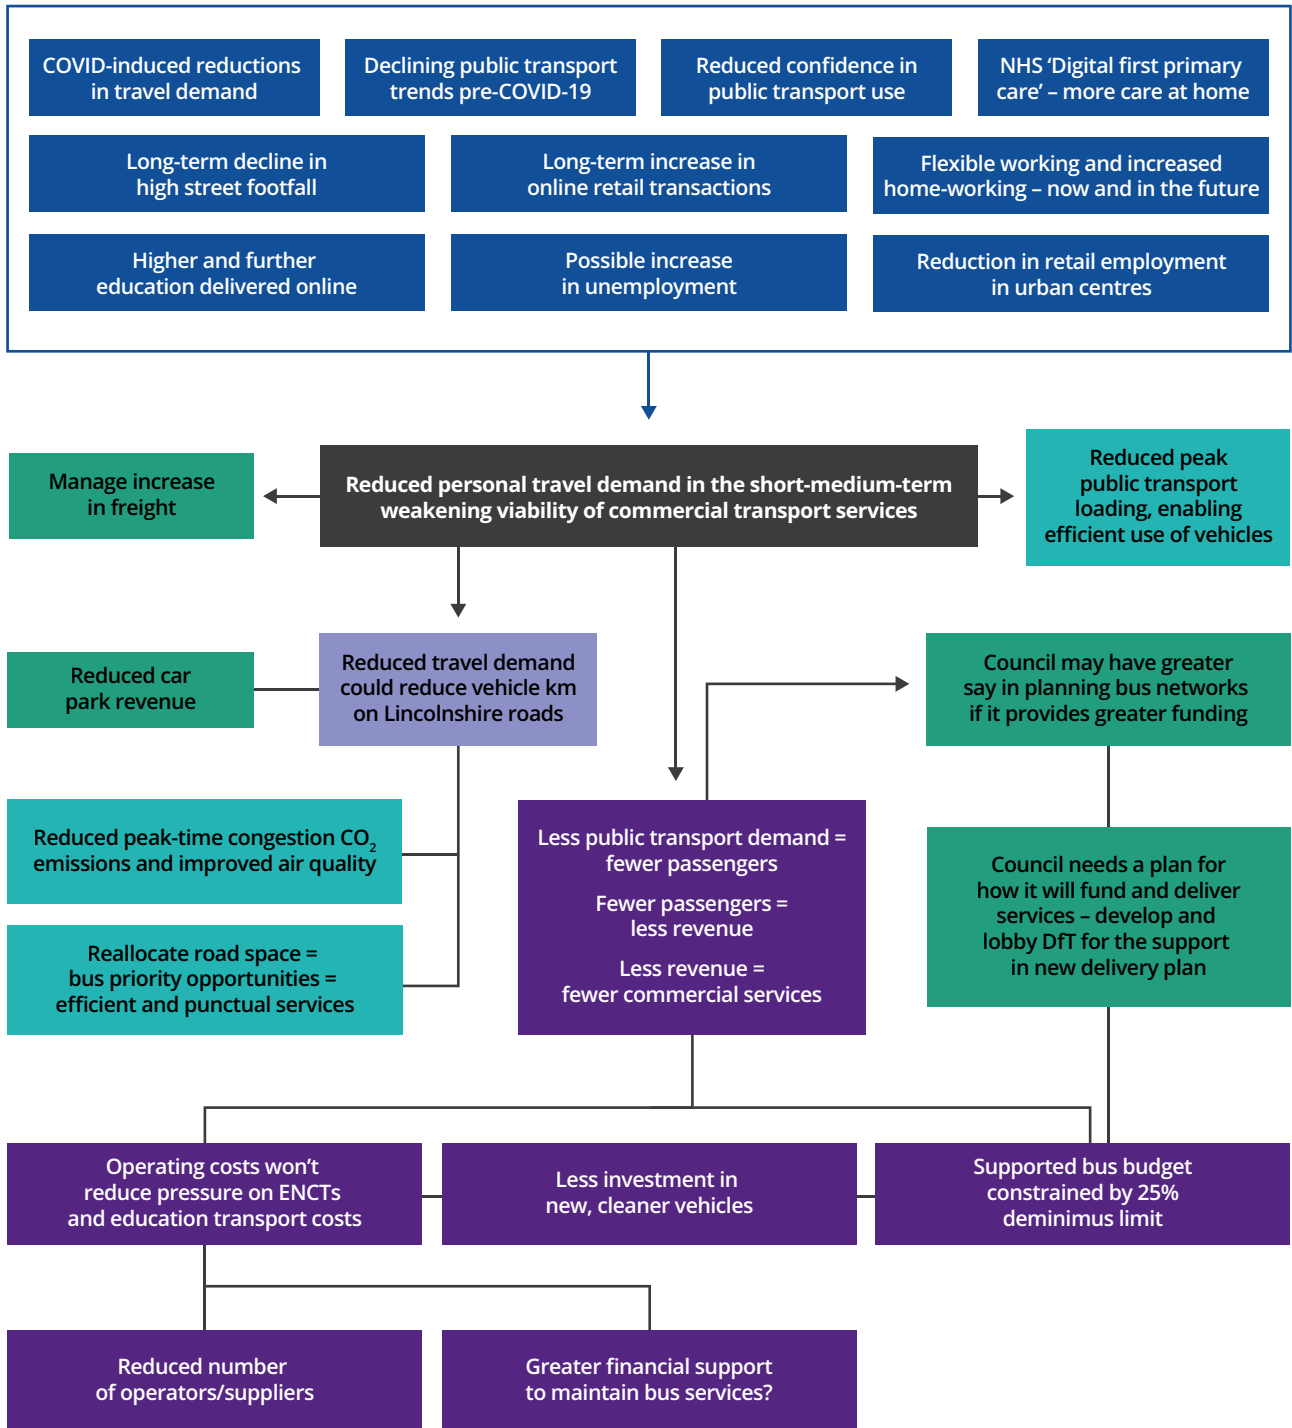 COVID-induced reductions
in travel demand
Declining public transport
trends pre-COVID-19
Reduced confidence in
public transport use
NHS ‘Digital first primary
care’ – more care at home
Long-term decline in
high street footfall
Long-term increase in
online retail transactions
Flexible working and increased
home-working – now and in the future
Higher and further
education delivered online
Possible increase
in unemployment
Reduction in retail employment
in urban centres
Manage increase
in freight
Reduced personal travel demand in the short-medium-term
weakening viability of commercial transport services
Reduced peak
public transport
loading, enabling
efficient use of vehicles
Reduced car
park revenue
Reduced travel demand
could reduce vehicle km
on Lincolnshire roads
Council may have greater
say in planning bus networks
if it provides greater funding
Reduced peak-time congestion CO₂
emissions and improved air quality
Reallocate road space =
bus priority opportunities =
efficient and punctual services
Less public transport demand =
fewer passengers
Fewer passengers =
less revenue
Less revenue =
fewer commercial services
Council needs a plan for
how it will fund and deliver
services – develop and
lobby DfT for the support
in new delivery plan
Operating costs won’t
reduce pressure on ENCTs
and education transport costs
Less investment in
new, cleaner vehicles
Supported bus budget
constrained by 25%
deminimus limit
Reduced number
of operators/suppliers
Greater financial support
to maintain bus services?